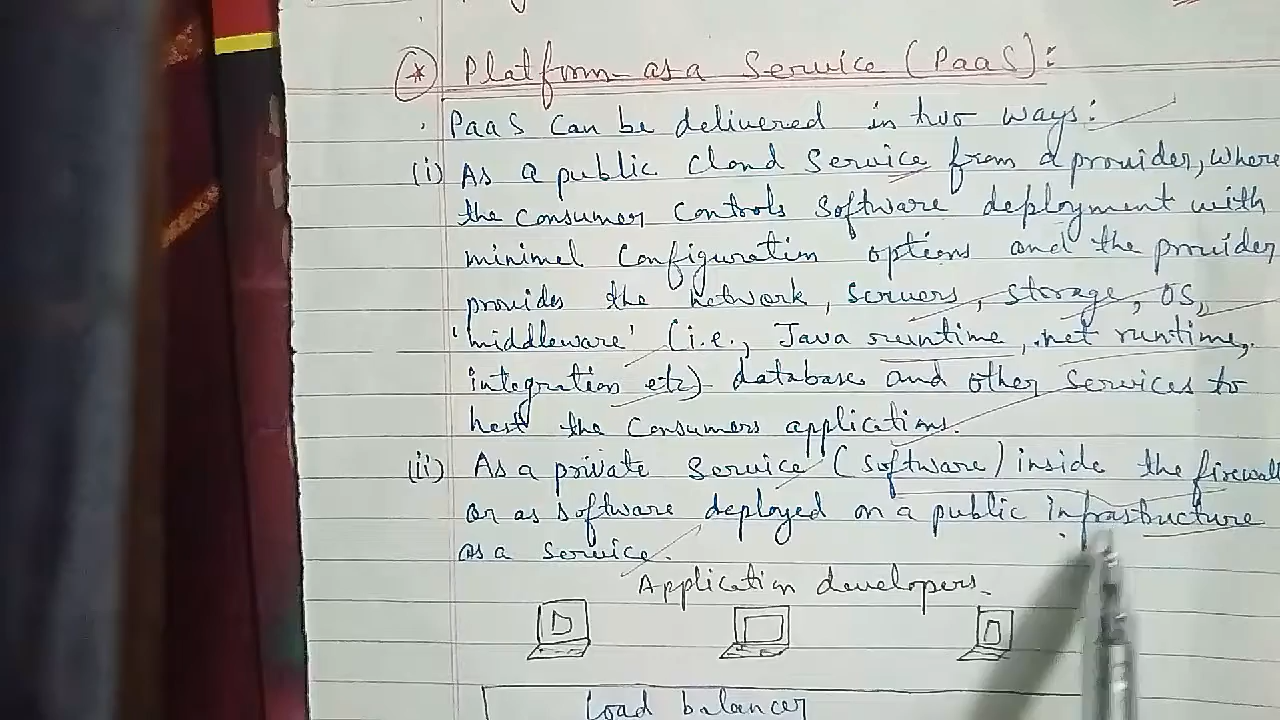 * Platform as a Service (PaaS):
PaaS can be delivered in two ways:
(i) As a public cloud service from a provider, where
the consumer controls software deployment with
minimal configuration options and the provider
provides the network, servers, storage, OS,
'middleware' (i.e., Java runtime, .net runtime,
integration etc) database and other services to
host the consumers applications.
(ii) As a private service (software) inside the firewall
or as software deployed on a public infrastructure
as a service.
Application developers.
Load balancer